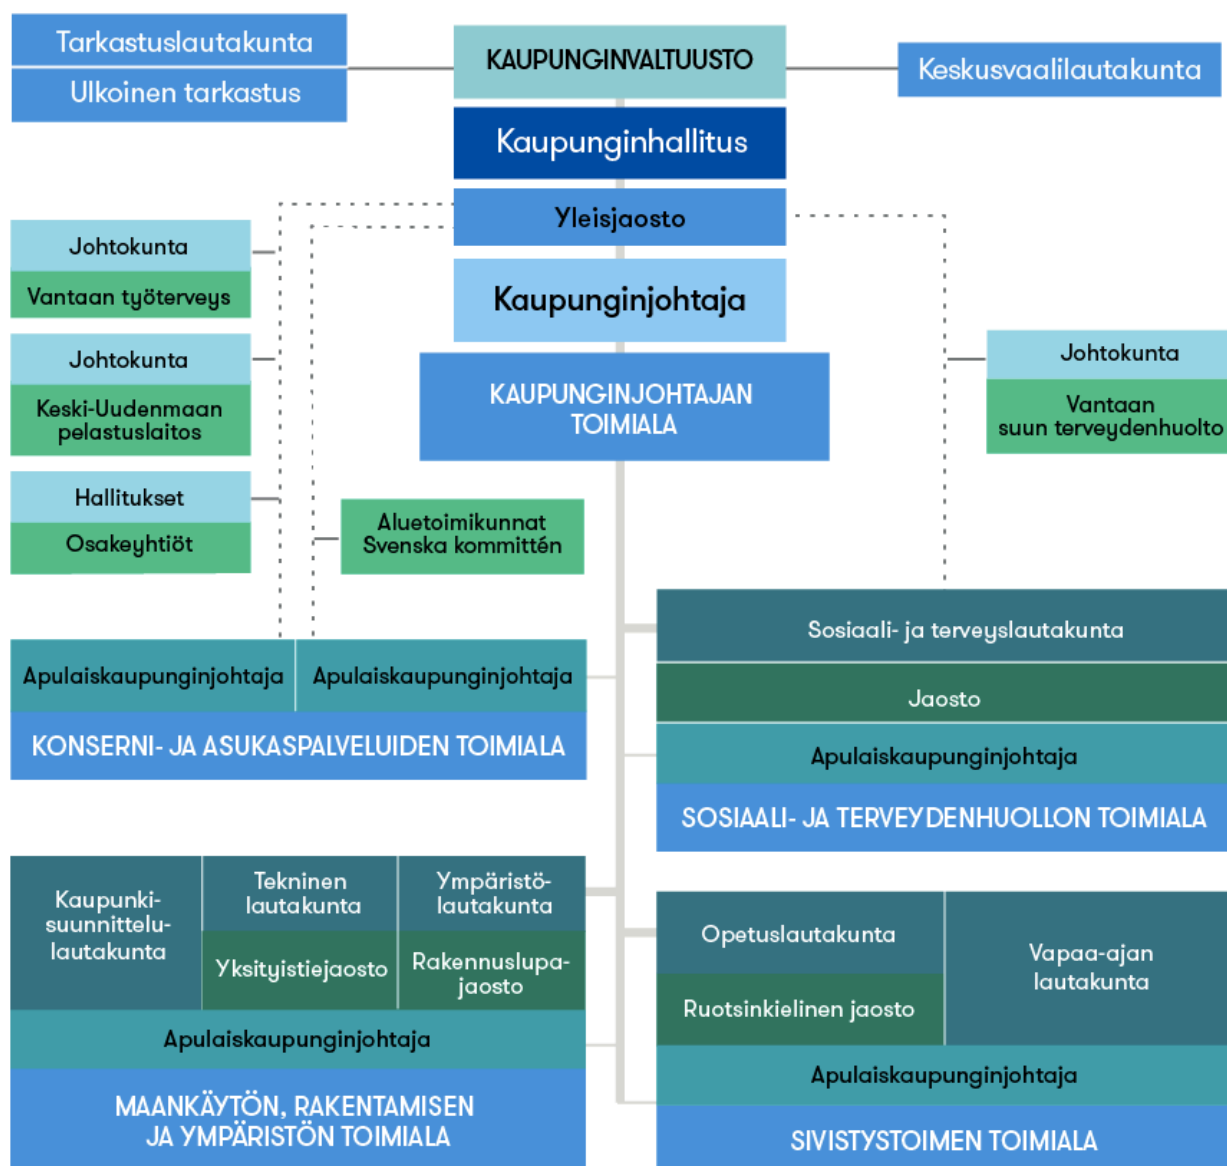 Tarkastuslautakunta
Ulkoinen tarkastus
KAUPUNGINVALTUUSTO
Keskusvaalilautakunta
Kaupunginhallitus
Yleisjaosto
Kaupunginjohtaja
KAUPUNGINJOHTAJAN
TOIMIALA
Johtokunta
Vantaan työterveys
Johtokunta
Keski-Uudenmaan
pelastuslaitos
Hallitukset
Osakeyhtiöt
Aluetoimikunnat
Svenska kommittén
Johtokunta
Vantaan
suun terveydenhuolto
Apulaiskaupunginjohtaja
Apulaiskaupunginjohtaja
KONSERNI- JA ASUKASPALVELUIDEN TOIMIALA
Sosiaali- ja terveyslautakunta
Jaosto
Apulaiskaupunginjohtaja
SOSIAALI- JA TERVEYDENHUOLLON TOIMIALA
Kaupunki-
suunnittelu-
lautakunta
Tekninen
lautakunta
Yksityistiejaosto
Ympäristö-
lautakunta
Rakennuslupa-
jaosto
Apulaiskaupunginjohtaja
MAANKÄYTÖN, RAKENTAMISEN
JA YMPÄRISTÖN TOIMIALA
Opetuslautakunta
Ruotsinkielinen jaosto
Vapaa-ajan
lautakunta
Apulaiskaupunginjohtaja
SIVISTYSTOIMEN TOIMIALA